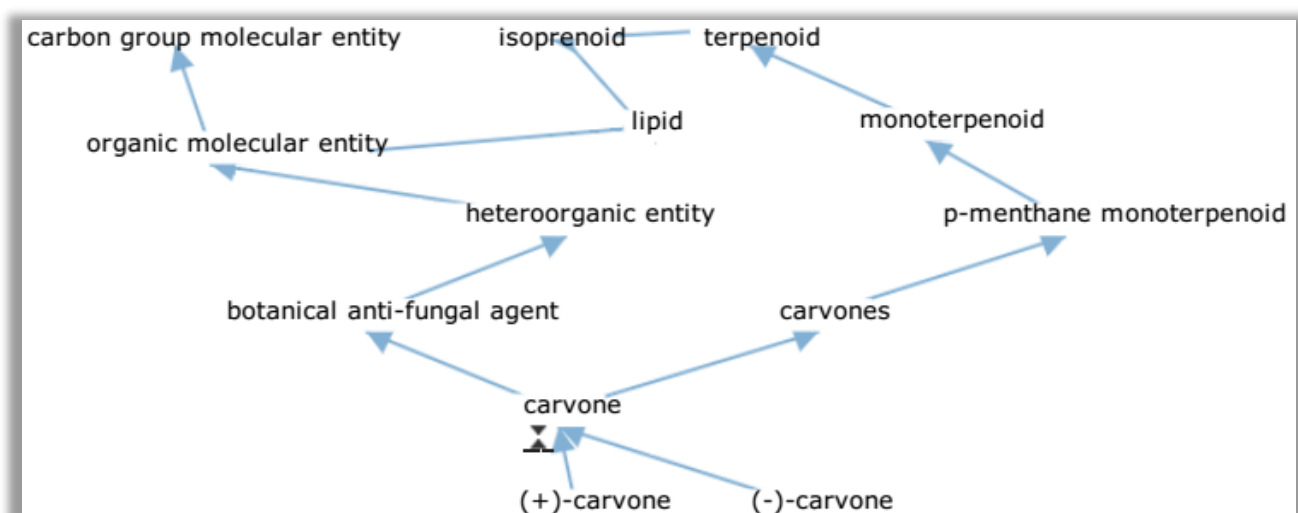 carbon group molecular entity
isoprenoid
terpenoid
lipid
monoterpenoid
organic molecular entity
heteroorganic entity
p-menthane monoterpenoid
botanical anti-fungal agent
carvones
carvone
(+)-carvone
(-)-carvone